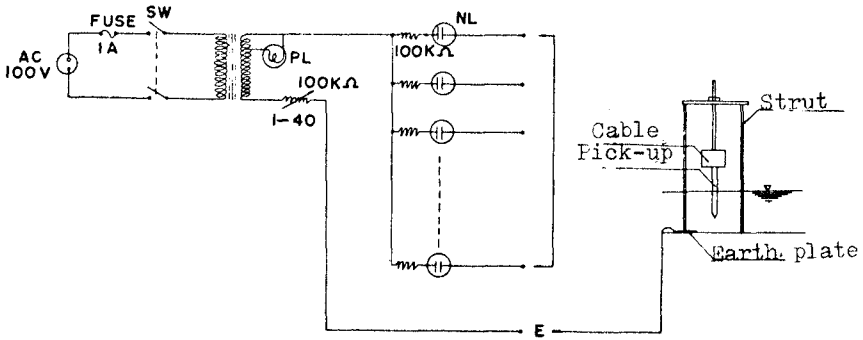 FUSE
1A
SW
AC
100V
PL
100KΩ
1-40
NL
100KΩ
E
Strut
Cable
Pick-up
Earth. plate